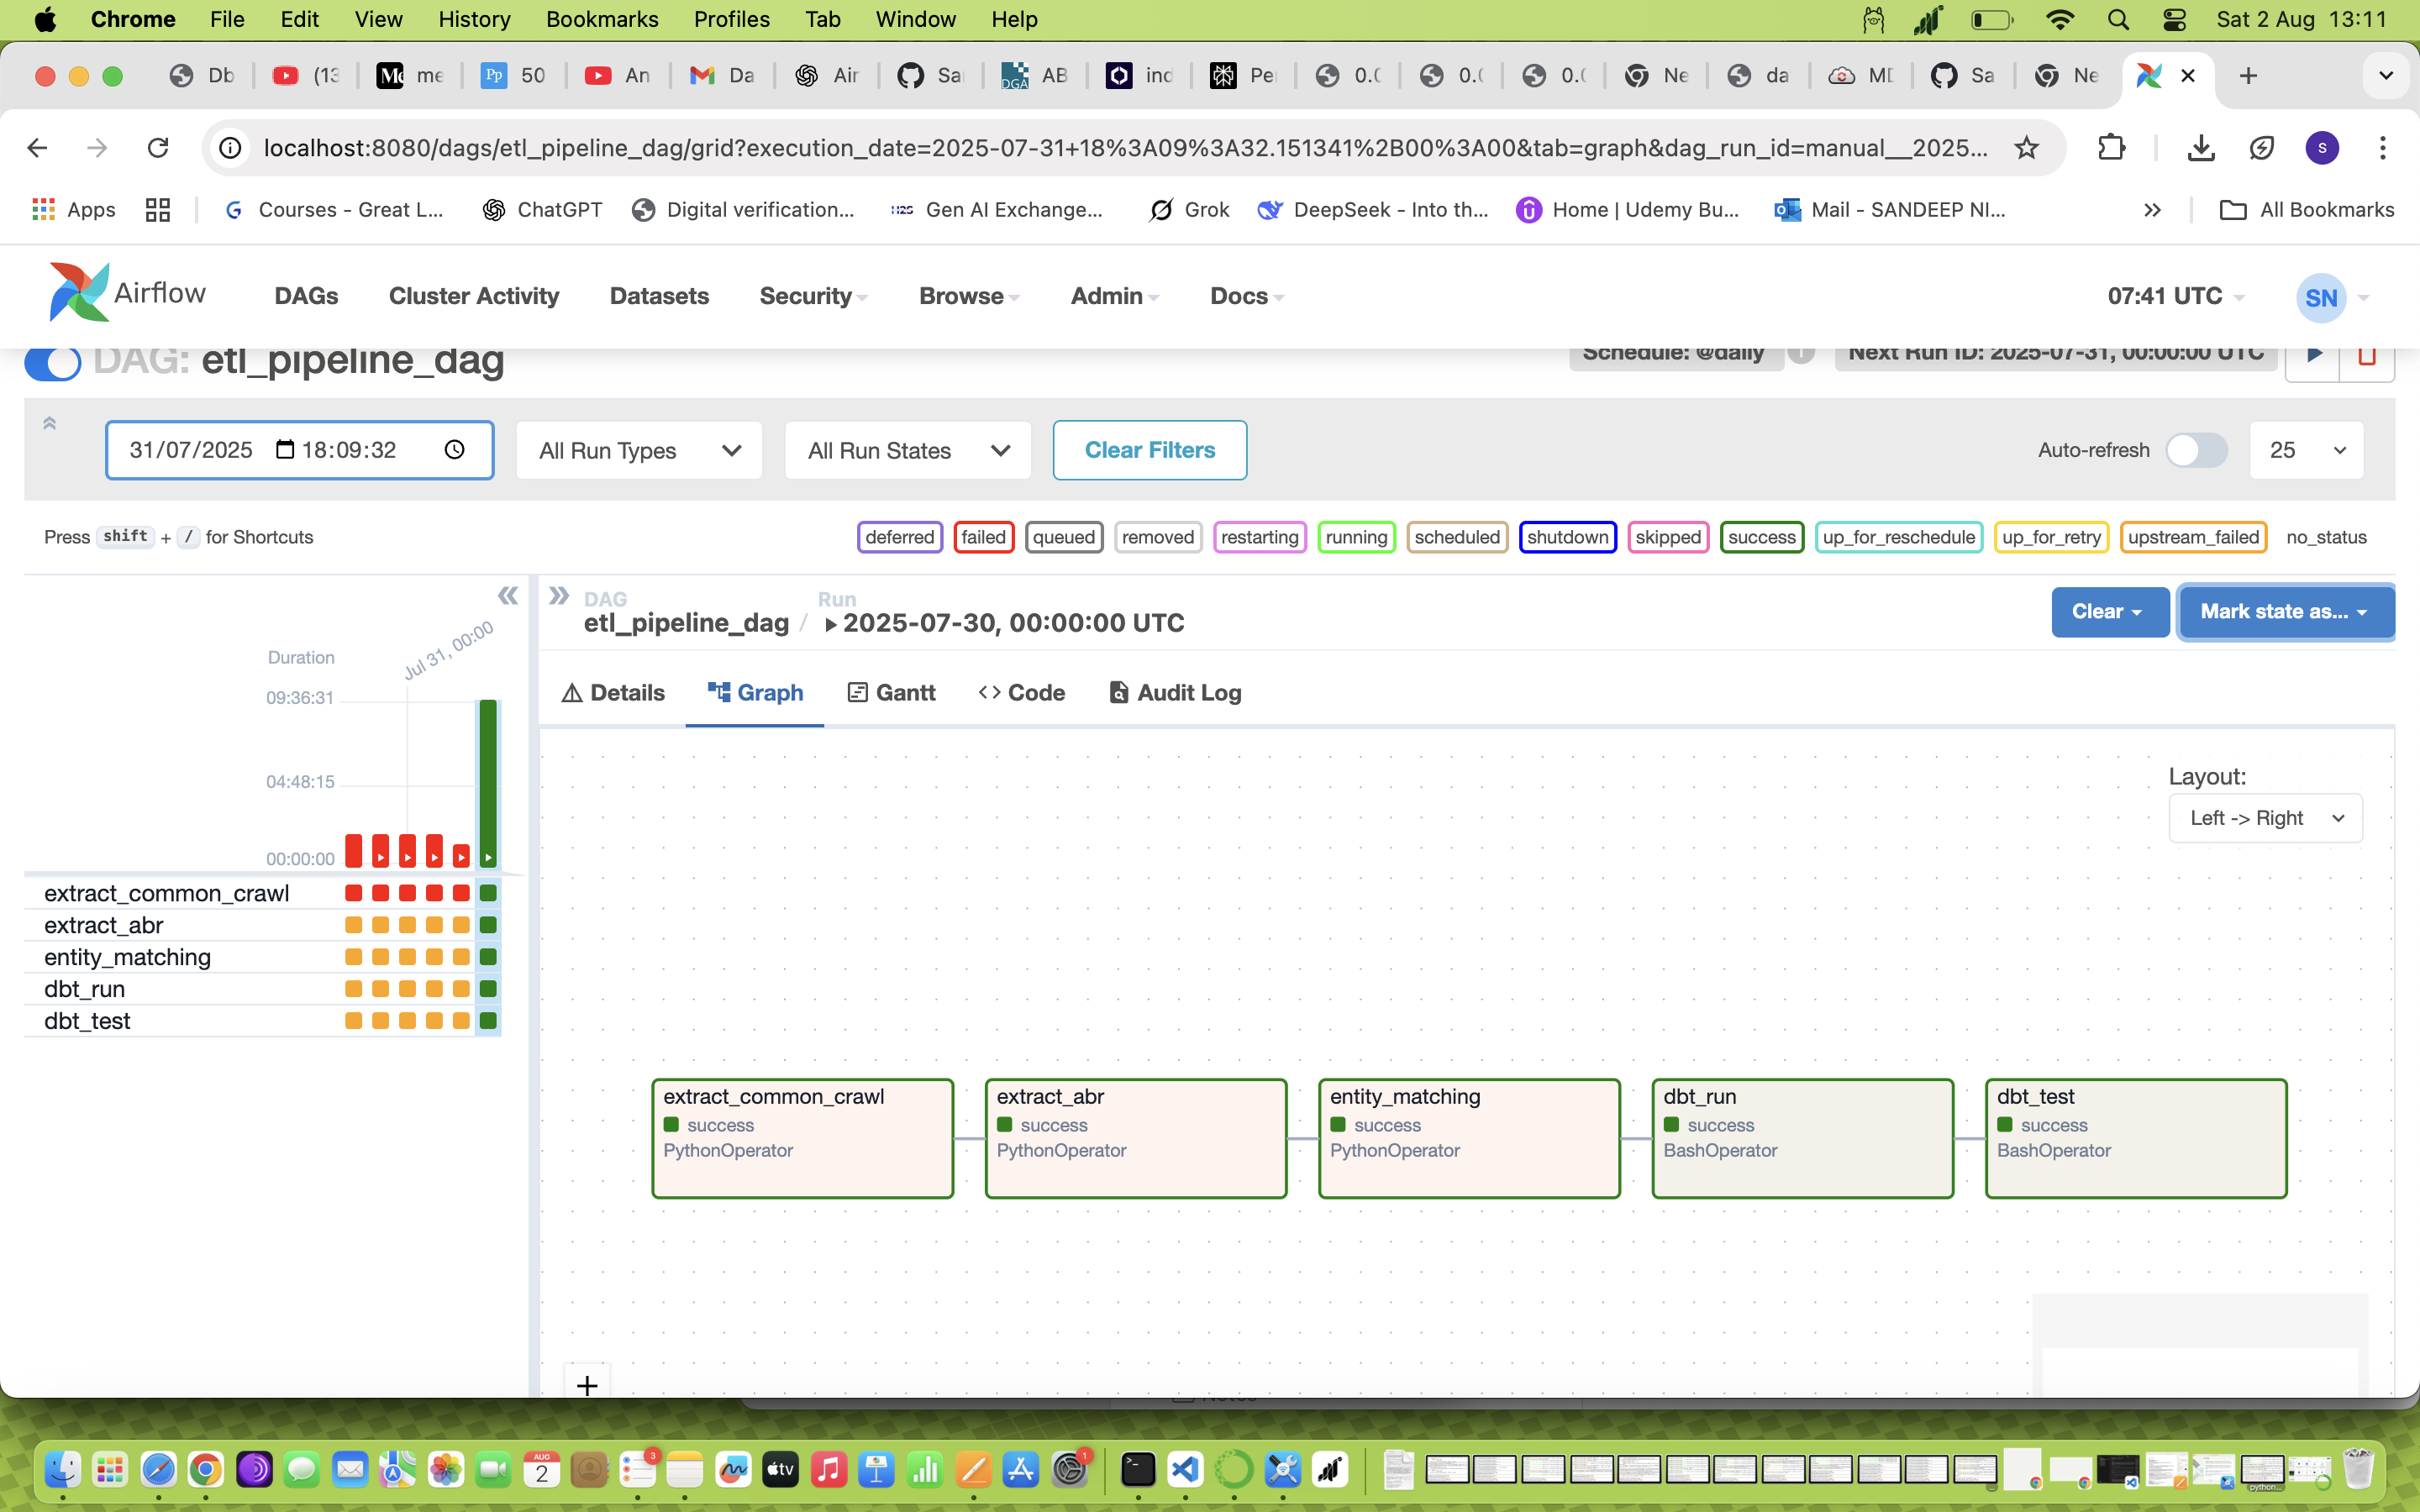 Chrome File Edit View History Bookmarks Profiles Tab Window Help Sat 2 Aug 13:11
Db (13 me 50 An Da Air Sa AB ind Pe 0.0 0.0 0.0 Ne da MD Sa Ne
localhost:8080/dags/etl_pipeline_dag/grid?execution_date=2025-07-31+18%3A09%3A32.151341%2B00%3A00&tab=graph&dag_run_id=manual__2025... S
Apps Courses - Great L... ChatGPT Digital verification... Gen AI Exchange... Grok DeepSeek - Into th... Home | Udemy Bu... Mail - SANDEEP NI... All Bookmarks
Airflow DAGs Cluster Activity Datasets Security Browse Admin Docs 07:41 UTC SN
DAG: etl_pipeline_dag Schedule: @daily Next Run ID: 2025-07-31, 00:00:00 UTC
31/07/2025 18:09:32 All Run Types All Run States Clear Filters Auto-refresh 25
Press shift + / for Shortcuts deferred failed queued removed restarting running scheduled shutdown skipped success up_for_reschedule up_for_retry upstream_failed no_status
DAG Run
etl_pipeline_dag / 2025-07-30, 00:00:00 UTC Clear Mark state as...
Jul 31, 00:00
Duration
09:36:31
04:48:15
00:00:00
extract_common_crawl
extract_abr
entity_matching
dbt_run
dbt_test
Details Graph Gantt Code Audit Log
Layout:
Left -> Right
extract_common_crawl
success
PythonOperator
extract_abr
success
PythonOperator
entity_matching
success
PythonOperator
dbt_run
success
BashOperator
dbt_test
success
BashOperator
+
AUG
2
3
tv
1